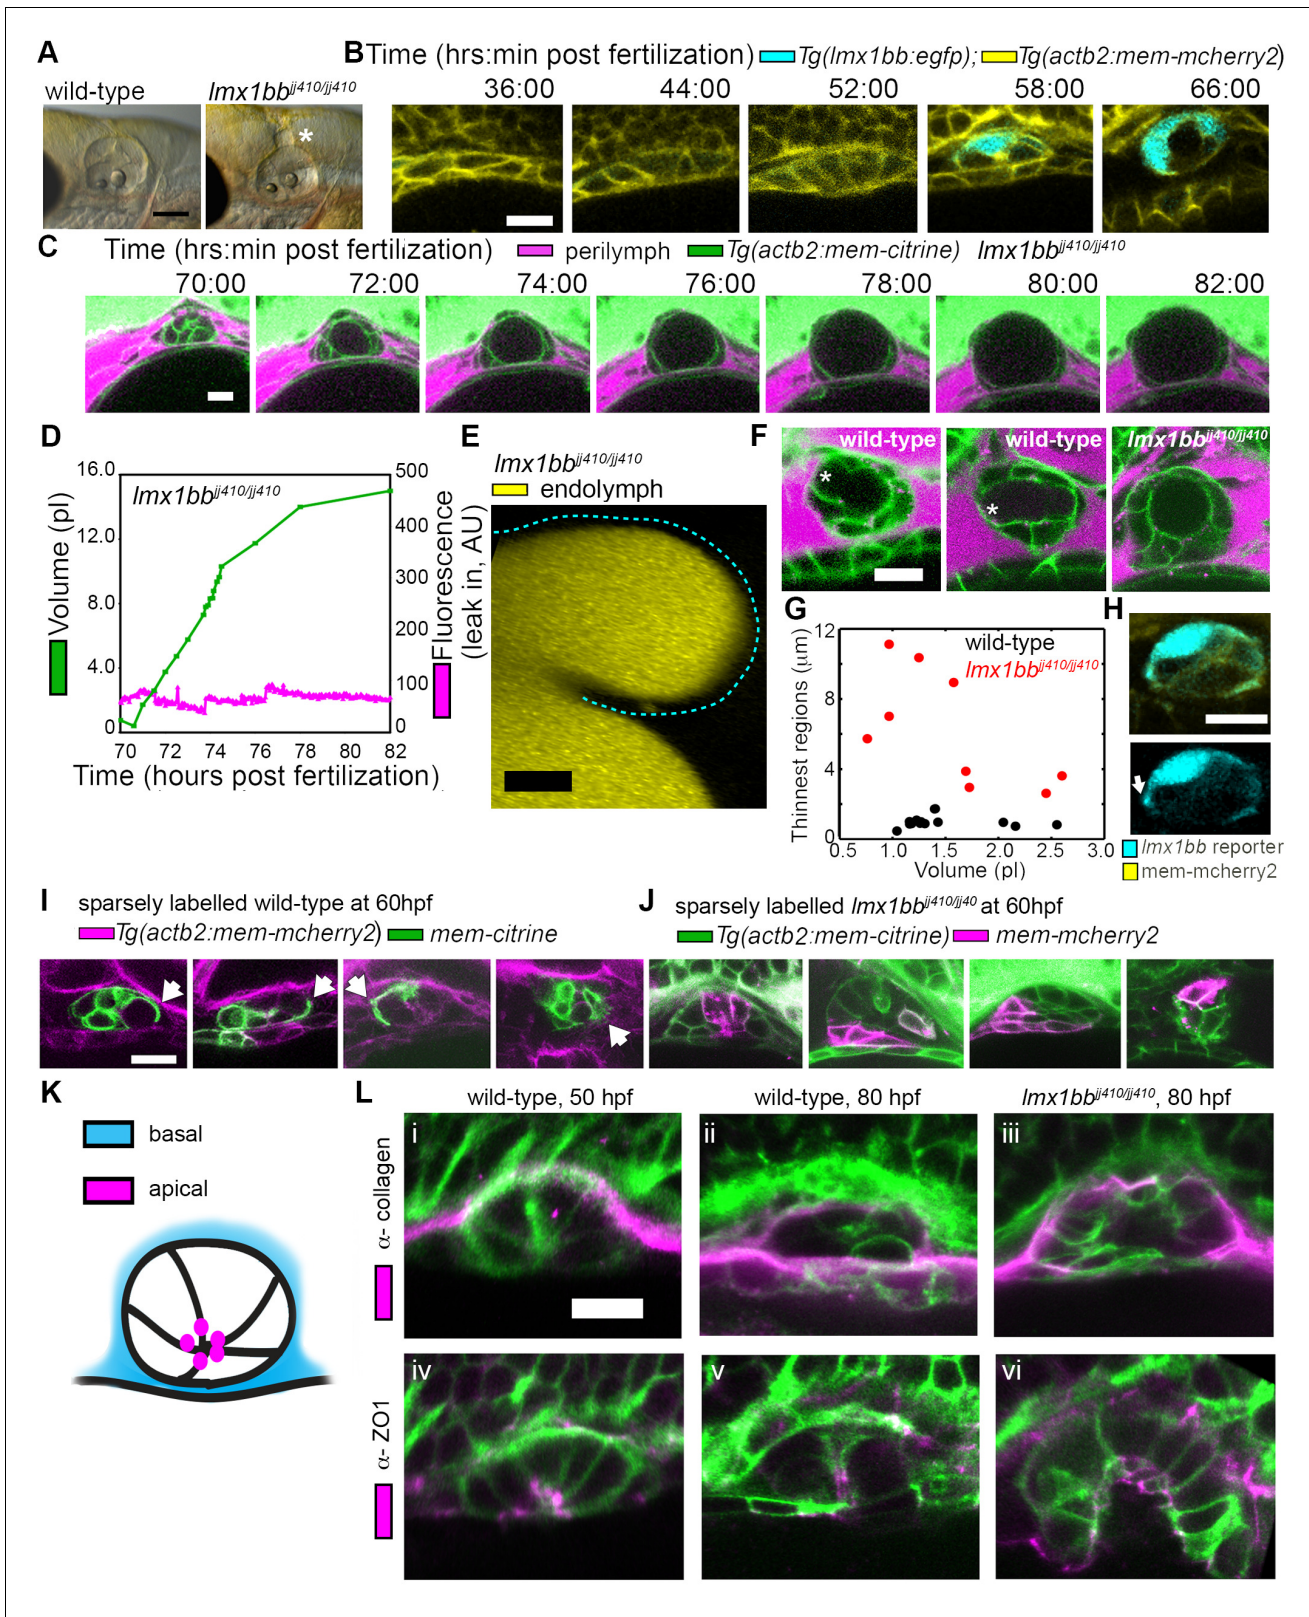 A
wild-type
lmx1bb^jj410/jj410
*
B Time (hrs:min post fertilization) Tg(lmx1bb:egfp); Tg(actb2:mem-mcherry2)
36:00 44:00 52:00 58:00 66:00
C Time (hrs:min post fertilization) perilymph Tg(actb2:mem-citrine) lmx1bb^jj410/jj410
70:00 72:00 74:00 76:00 78:00 80:00 82:00
D
lmx1bb^jj410/jj410
Volume (pl)
16.0
12.0
8.0
4.0
0
500
400
300
200
100
0
Fluorescence
(leak in, AU)
70 72 74 76 78 80 82
Time (hours post fertilization)
E
lmx1bb^jj410/jj410
endolymph
F
wild-type
*
wild-type
*
lmx1bb^jj410/jj410
G
Thinnest regions (μm)
12
8
4
0
wild-type
lmx1bb^jj410/jj410
0.5 1.0 1.5 2.0 2.5 3.0
Volume (pl)
H
lmx1bb reporter
mem-mcherry2
I sparsely labelled wild-type at 60hpf
Tg(actb2:mem-mcherry2) mem-citrine
J sparsely labelled lmx1bb^jj410/jj40 at 60hpf
Tg(actb2:mem-citrine) mem-mcherry2
K
basal
apical
L
wild-type, 50 hpf wild-type, 80 hpf lmx1bb^jj410/jj410, 80 hpf
α- collagen
i ii iii
α- ZO1
iv v vi